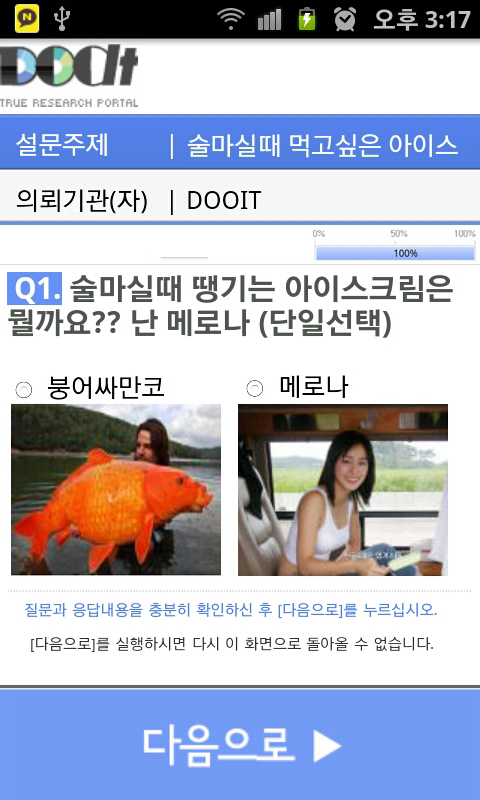 오후 3:17
DOOIt
TRUE RESEARCH PORTAL
설문주제 | 술마실때 먹고싶은 아이스
의뢰기관(자) | DOOIT
0% 50% 100%
100%
Q1. 술마실때 땡기는 아이스크림은
뭘까요?? 난 메로나 (단일선택)
붕어싸만코 메로나
질문과 응답내용을 충분히 확인하신 후 [다음으로]를 누르십시오.
[다음으로]를 실행하시면 다시 이 화면으로 돌아올 수 없습니다.
다음으로 ▶